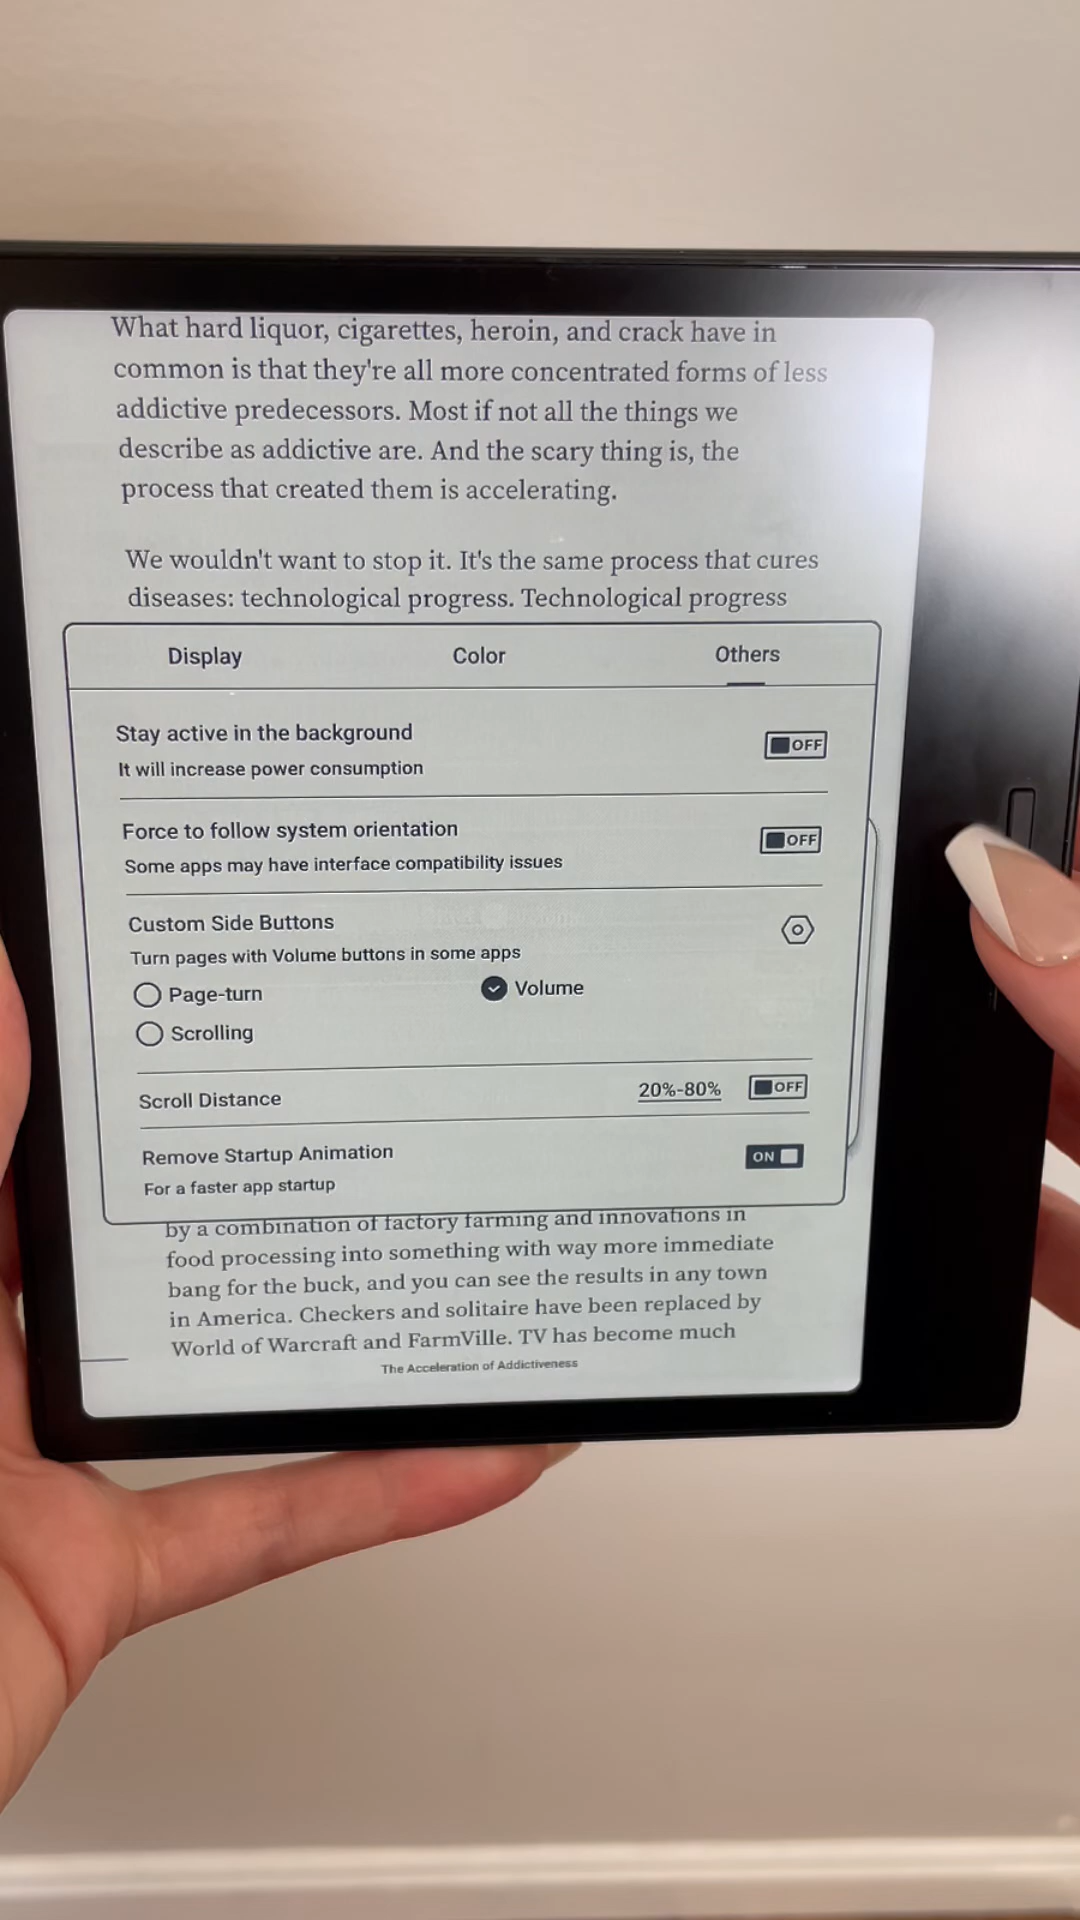 What hard liquor, cigarettes, heroin, and crack have in
common is that they're all more concentrated forms of less
addictive predecessors. Most if not all the things we
describe as addictive are. And the scary thing is, the
process that created them is accelerating.
We wouldn't want to stop it. It's the same process that cures
diseases: technological progress. Technological progress
Display Color Others
Stay active in the background
OFF
It will increase power consumption
Force to follow system orientation
OFF
Some apps may have interface compatibility issues
Custom Side Buttons
Turn pages with Volume buttons in some apps
Page-turn Volume
Scrolling
Scroll Distance 20%-80% OFF
Remove Startup Animation
ON
For a faster app startup
by a combination of factory farming and innovations in
food processing into something with way more immediate
bang for the buck, and you can see the results in any town
in America. Checkers and solitaire have been replaced by
World of Warcraft and FarmVille. TV has become much
The Acceleration of Addictiveness